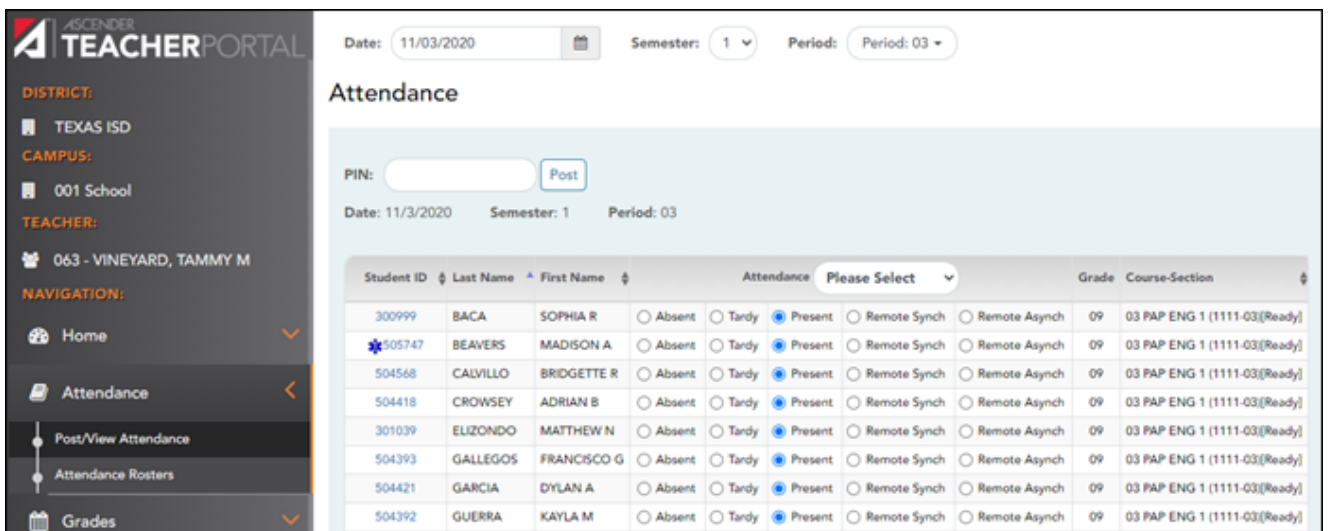 ASCENDER
TEACHERPORTAL
DISTRICT:
TEXAS ISD
CAMPUS:
001 School
TEACHER:
063 - VINEYARD, TAMMY M
NAVIGATION:
Home
Attendance
Post/View Attendance
Attendance Rosters
Grades
Date: 11/03/2020 Semester: 1 Period: Period: 03
Attendance
PIN: Post
Date: 11/3/2020 Semester: 1 Period: 03
Student ID Last Name First Name Attendance Please Select Grade Course-Section
300999 BACA SOPHIA R Absent Tardy Present Remote Synch Remote Asynch 09 03 PAP ENG 1 (1111-03)[Ready]
505747 BEAVERS MADISON A Absent Tardy Present Remote Synch Remote Asynch 09 03 PAP ENG 1 (1111-03)[Ready]
504568 CALVILLO BRIDGETTE R Absent Tardy Present Remote Synch Remote Asynch 09 03 PAP ENG 1 (1111-03)[Ready]
504418 CROWSEY ADRIAN B Absent Tardy Present Remote Synch Remote Asynch 09 03 PAP ENG 1 (1111-03)[Ready]
301039 ELIZONDO MATTHEW N Absent Tardy Present Remote Synch Remote Asynch 09 03 PAP ENG 1 (1111-03)[Ready]
504393 GALLEGOS FRANCISCO G Absent Tardy Present Remote Synch Remote Asynch 09 03 PAP ENG 1 (1111-03)[Ready]
504421 GARCIA DYLAN A Absent Tardy Present Remote Synch Remote Asynch 09 03 PAP ENG 1 (1111-03)[Ready]
504392 GUERRA KAYLA M Absent Tardy Present Remote Synch Remote Asynch 09 03 PAP ENG 1 (1111-03)[Ready]